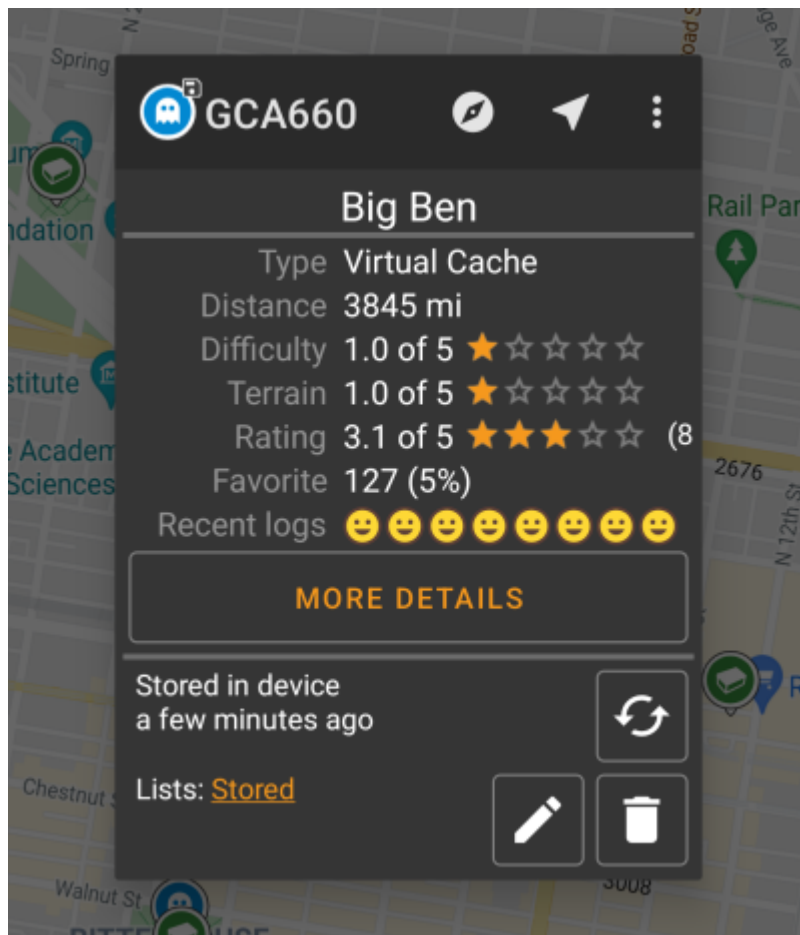 Spring
GCA660
Big Ben
Type Virtual Cache
Distance 3845 mi
Difficulty 1.0 of 5
Terrain 1.0 of 5
Rating 3.1 of 5 (8
Favorite 127 (5%)
Recent logs
MORE DETAILS
Stored in device
a few minutes ago
Lists: Stored
Rail Par
ndation
stitute
e Academ
Sciences
2676
N 12th St
Chestnut S
Walnut St
3008